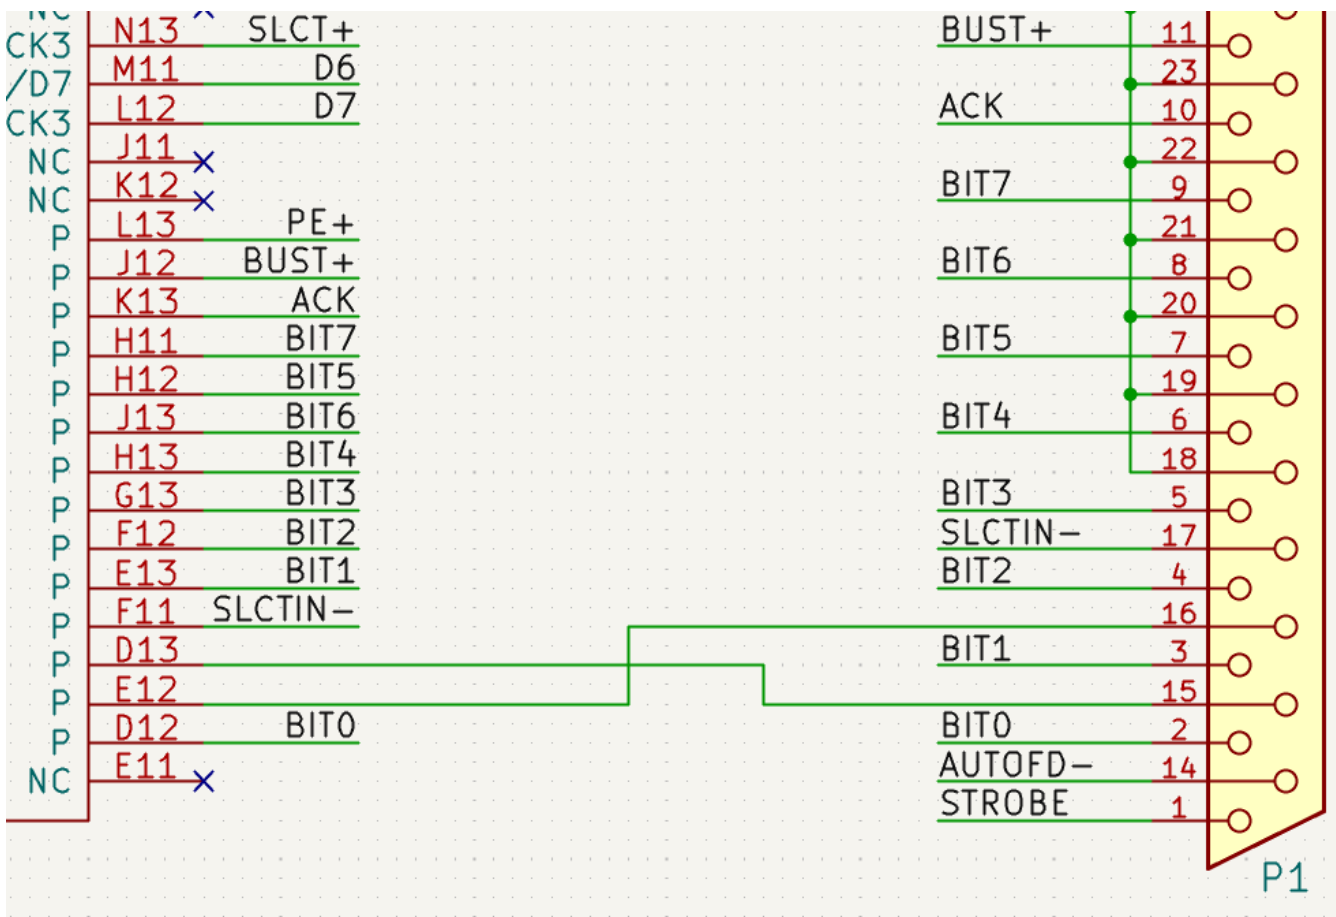 NC
CK3 N13 SLCT+ BUST+ 11
/D7 M11 D6 23
CK3 L12 D7 ACK 10
NC J11 22
NC K12 BIT7 9
P L13 PE+ 21
P J12 BUST+ BIT6 8
P K13 ACK 20
P H11 BIT7 BIT5 7
P H12 BIT5 19
P J13 BIT6 BIT4 6
P H13 BIT4 18
P G13 BIT3 BIT3 5
P F12 BIT2 SLCTIN- 17
P E13 BIT1 BIT2 4
P F11 SLCTIN- 16
P D13 BIT1 3
P E12 15
P D12 BIT0 BIT0 2
NC E11 AUTOFD- 14
STROBE 1
P1